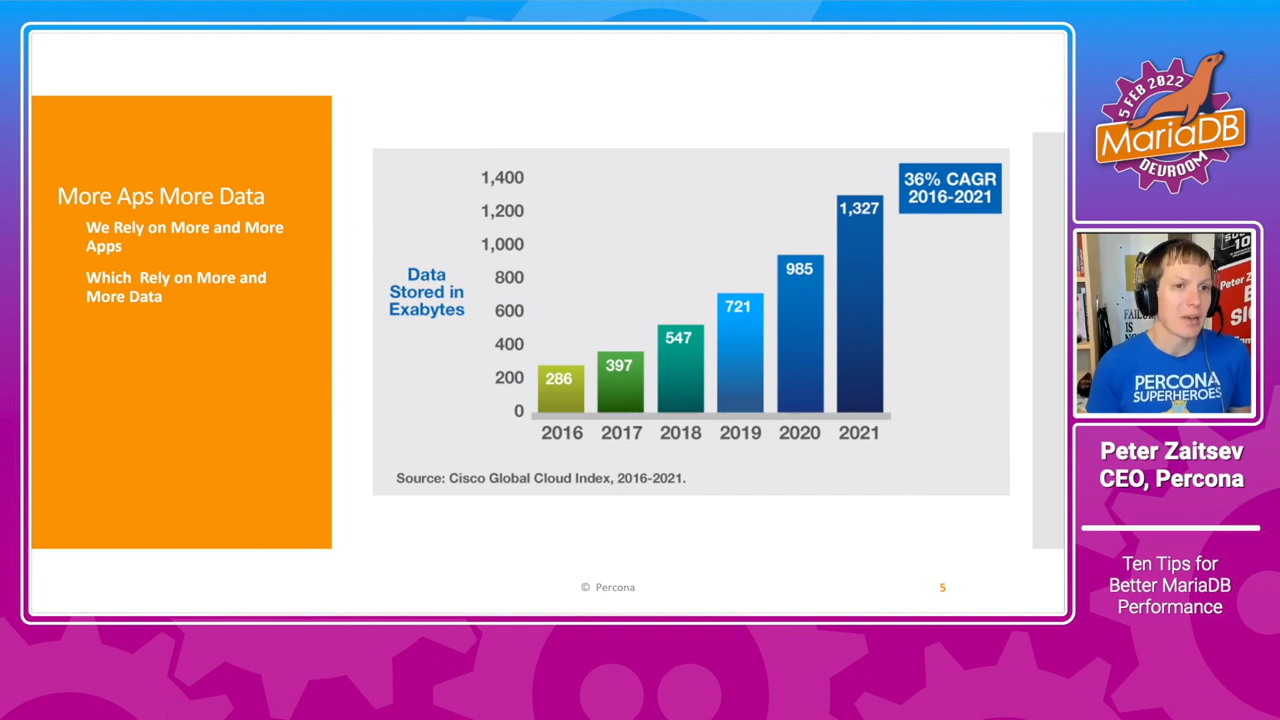 More Aps More Data
We Rely on More and More
Apps
Which Rely on More and
More Data
1,400
1,200
1,000
800
600
400
200
0
Data
Stored in
Exabytes
286
397
547
721
985
1,327
2016
2017
2018
2019
2020
2021
36% CAGR
2016-2021
Source: Cisco Global Cloud Index, 2016-2021.
© Percona
5
5 FEB 2022
MariaDB
DEVROOM
Peter Z
FAILU
IS
PERCONA
SUPERHEROES
Peter Zaitsev
CEO, Percona
Ten Tips for
Better MariaDB
Performance